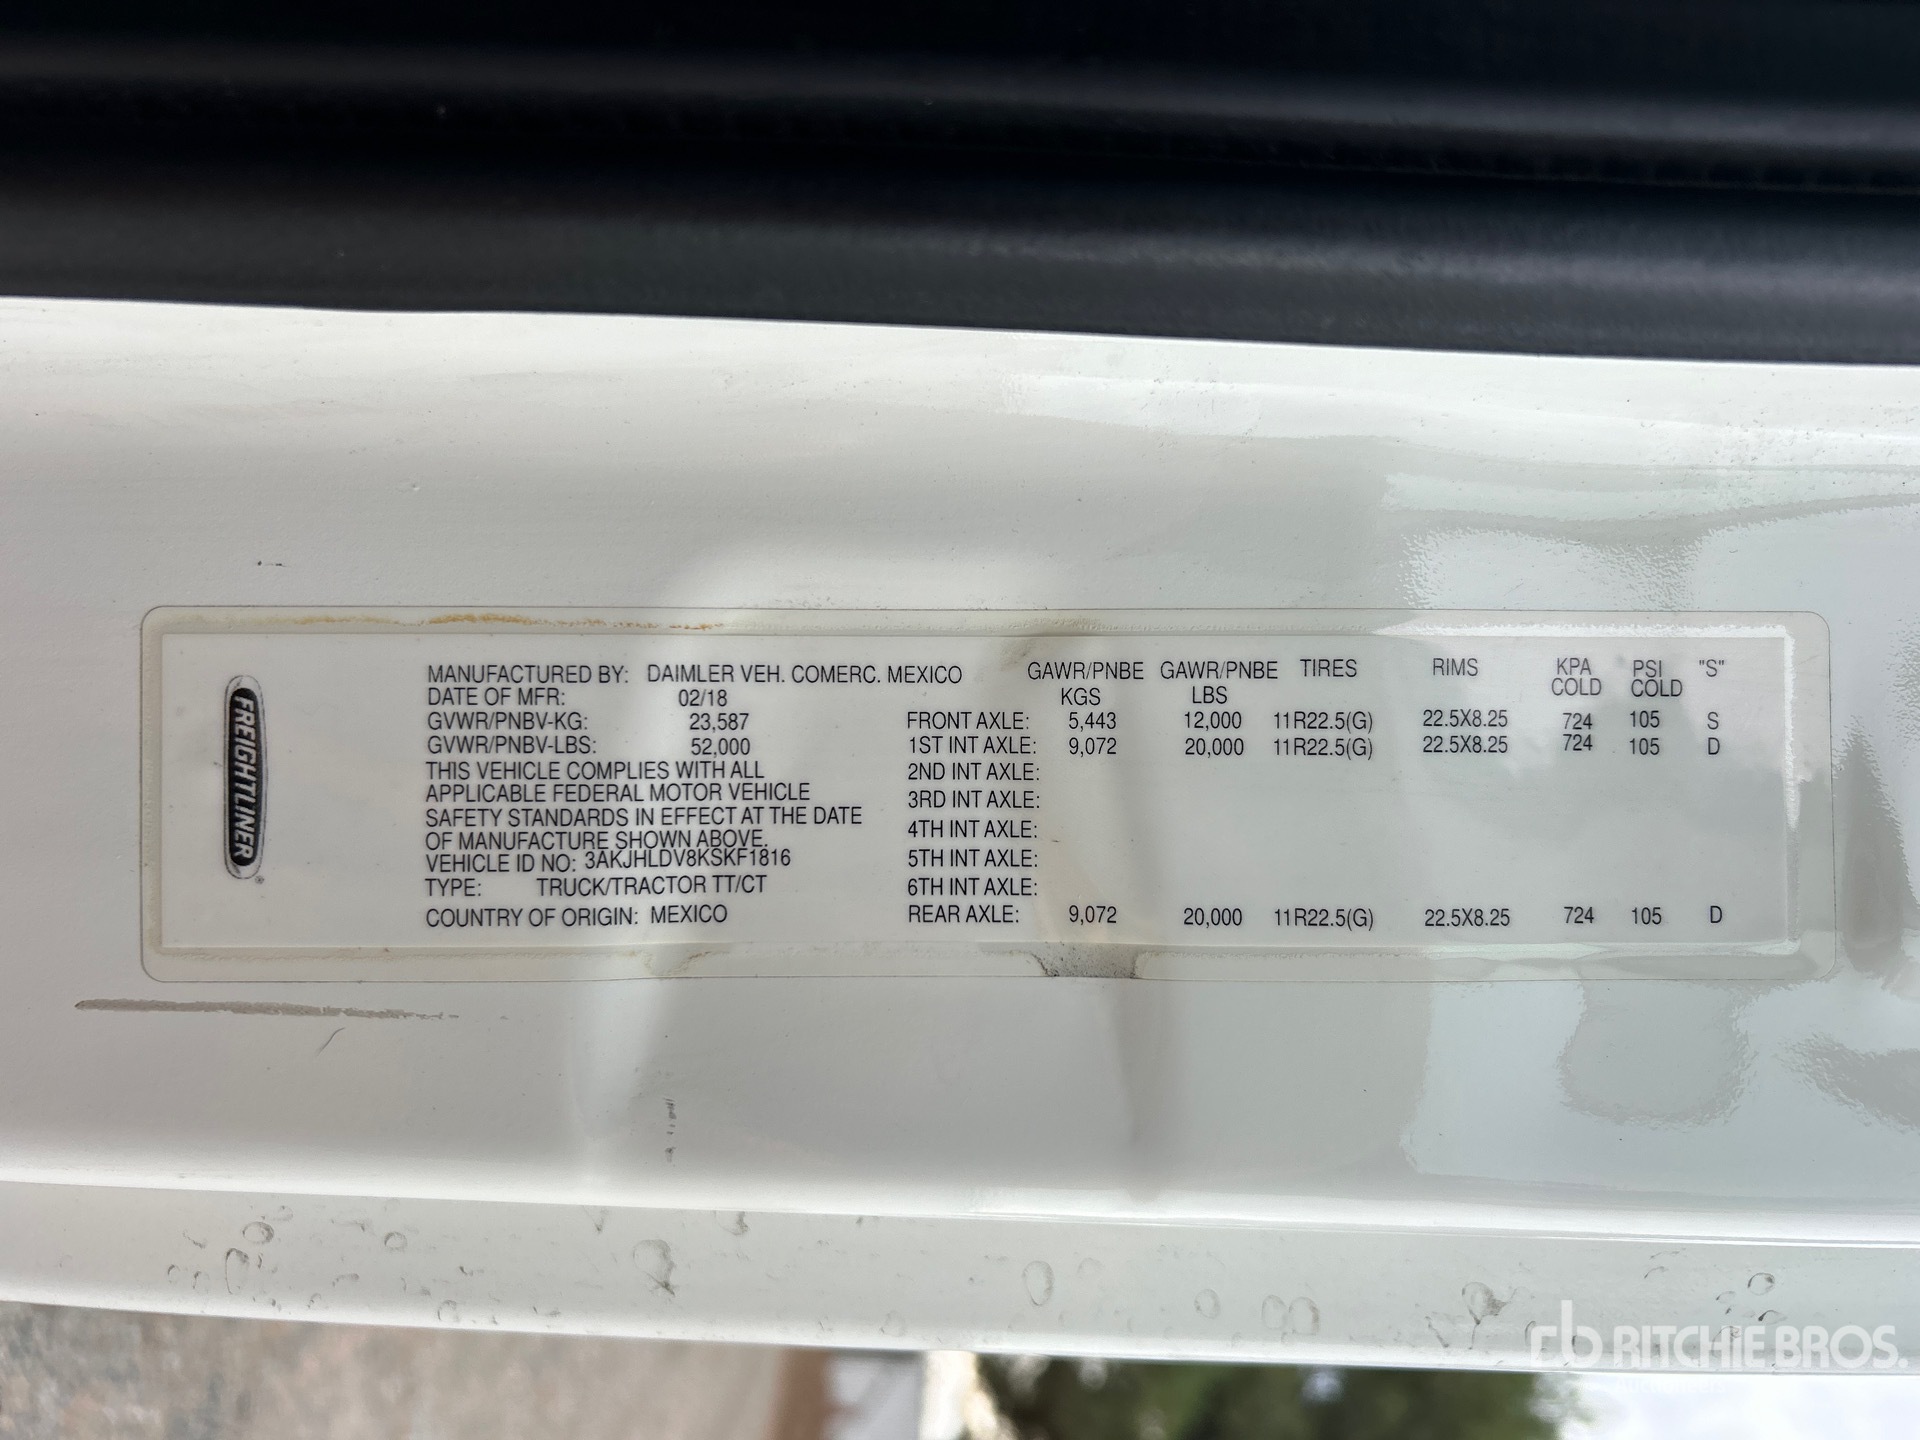 FREIGHTLINER®
MANUFACTURED BY: DAIMLER VEH. COMERC. MEXICO
DATE OF MFR: 02/18
GVWR/PNBV-KG: 23,587
GVWR/PNBV-LBS: 52,000
THIS VEHICLE COMPLIES WITH ALL
APPLICABLE FEDERAL MOTOR VEHICLE
SAFETY STANDARDS IN EFFECT AT THE DATE
OF MANUFACTURE SHOWN ABOVE.
VEHICLE ID NO: 3AKJHLDV8KSKF1816
TYPE: TRUCK/TRACTOR TT/CT
COUNTRY OF ORIGIN: MEXICO
GAWR/PNBE GAWR/PNBE TIRES RIMS KPA PSI "S"
KGS LBS COLD COLD
FRONT AXLE: 5,443 12,000 11R22.5(G) 22.5X8.25 724 105 S
1ST INT AXLE: 9,072 20,000 11R22.5(G) 22.5X8.25 724 105 D
2ND INT AXLE:
3RD INT AXLE:
4TH INT AXLE:
5TH INT AXLE:
6TH INT AXLE:
REAR AXLE: 9,072 20,000 11R22.5(G) 22.5X8.25 724 105 D
rb RITCHIE BROS.
Auctioneers